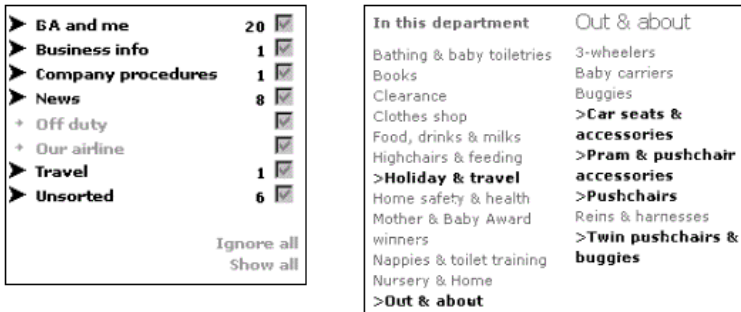 BA and me 20
Business info 1
Company procedures 1
News 8
Off duty
Our airline
Travel 1
Unsorted 6
Ignore all
Show all
In this department
Bathing & baby toiletries
Books
Clearance
Clothes shop
Food, drinks & milks
Highchairs & feeding
>Holiday & travel
Home safety & health
Mother & Baby Award
winners
Nappies & toilet training
Nursery & Home
>Out & about
Out & about
3-wheelers
Baby carriers
Buggies
>Car seats &
accessories
>Pram & pushchair
accessories
>Pushchairs
Reins & harnesses
>Twin pushchairs &
buggies